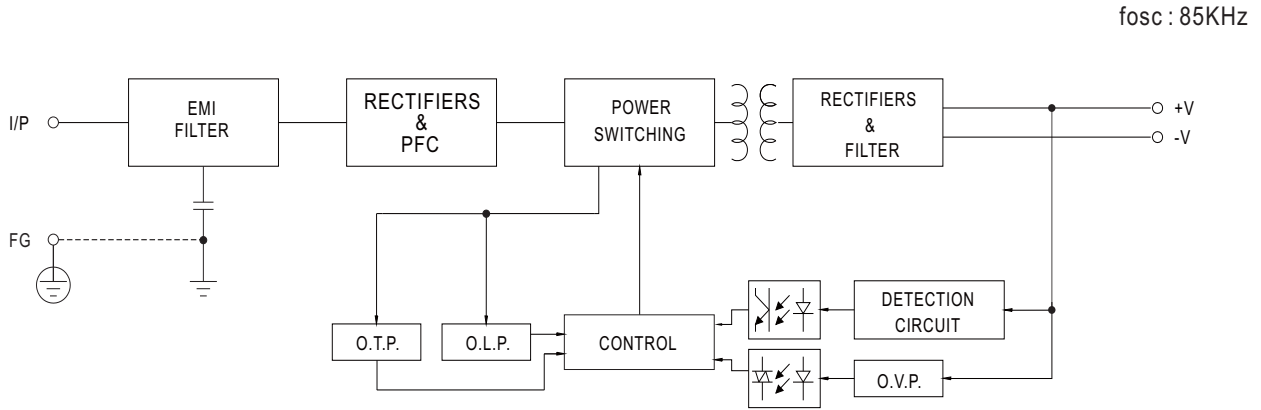 fosc : 85KHz
I/P
EMI
FILTER
RECTIFIERS
&
PFC
POWER
SWITCHING
RECTIFIERS
&
FILTER
+V
-V
FG
O.T.P.
O.L.P.
CONTROL
DETECTION
CIRCUIT
O.V.P.